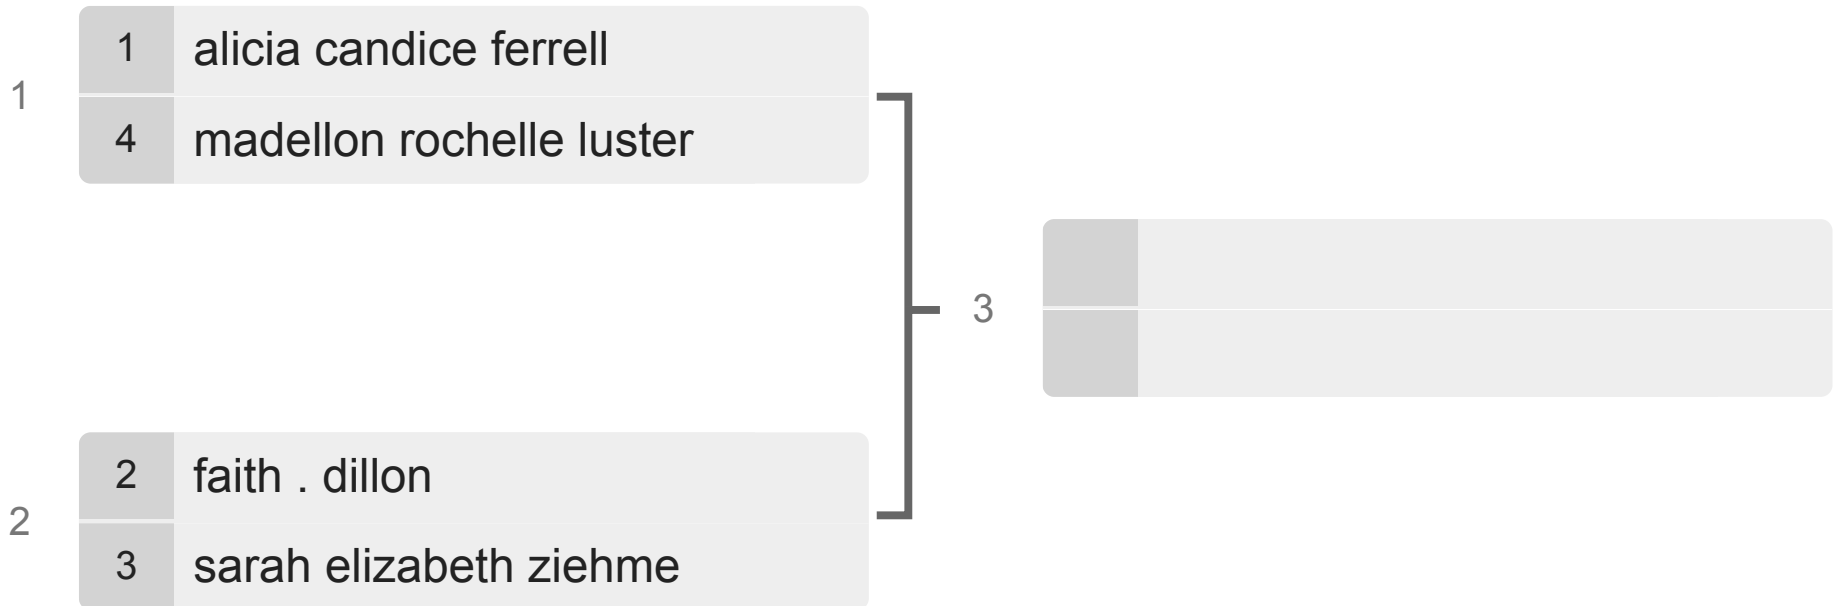 1
1 alicia candice ferrell
4 madellon rochelle luster
3
2
2 faith . dillon
3 sarah elizabeth ziehme